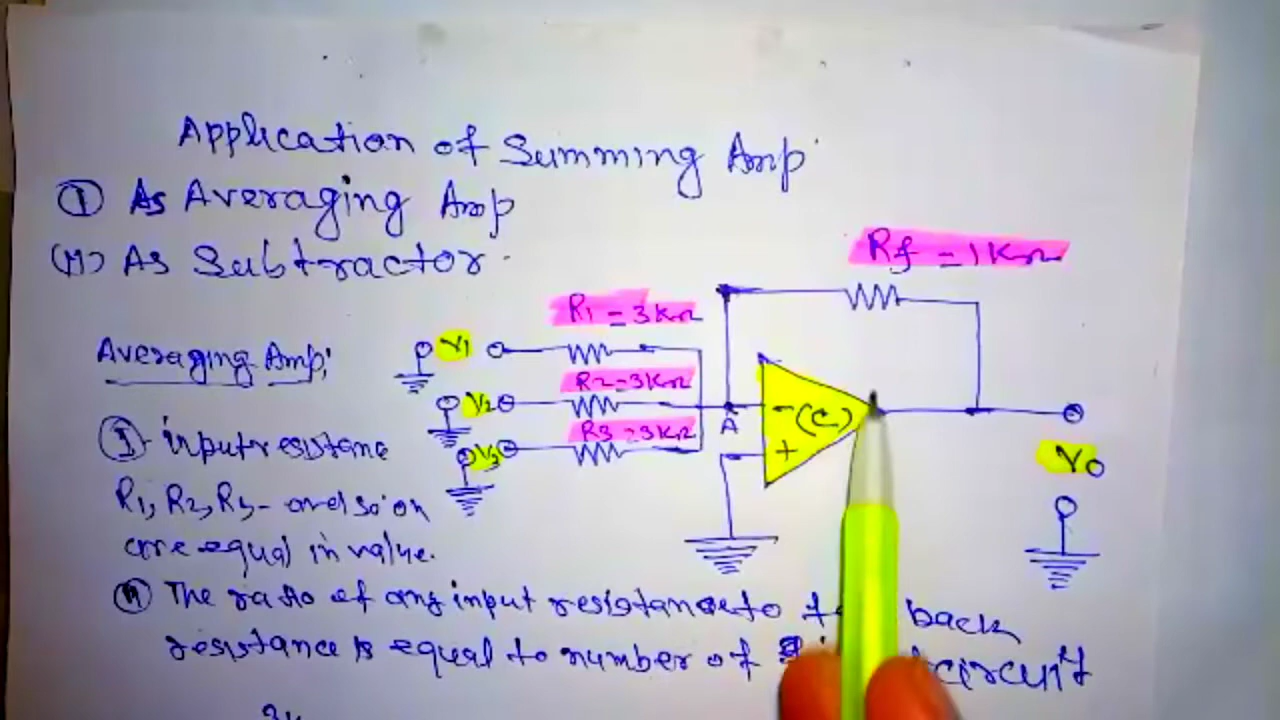 Application of Summing Amp
(I) As Averaging Amp
(II) As Subtractor
Rf = 1KΩ
Averaging Amp;
V1
R1 = 3KΩ
V2
R2 = 3KΩ
V3
R3 = 3KΩ
A
- (C)
+
Vo
(I) input resistance
R1, R2, R3 - and so on
are equal in value.
(II) The ratio of any input resistance to back
resistance is equal to number of circuit